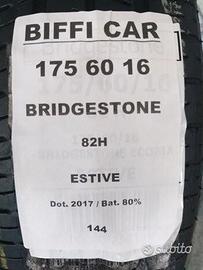 BIFFI CAR
175 60 16
BRIDGESTONE
82H
ESTIVE
Dot. 2017 / Bat. 80%
144
subito